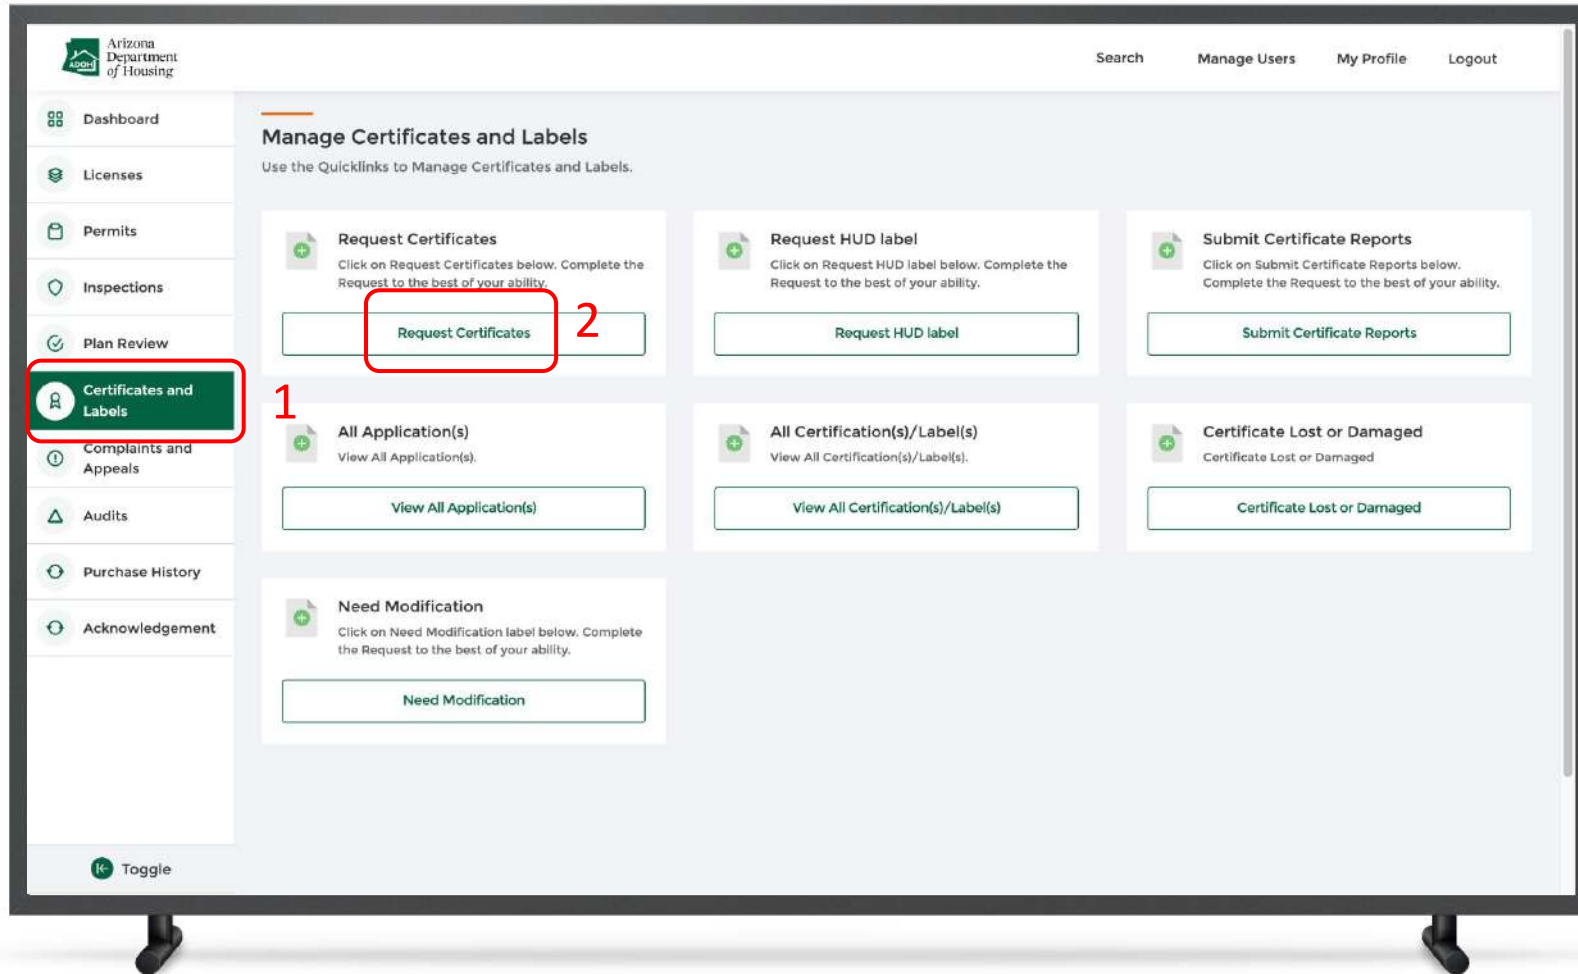 Arizona
Department
of Housing
ADOH
Search
Manage Users
My Profile
Logout
Dashboard
Licenses
Permits
Inspections
Plan Review
Certificates and
Labels
1
Complaints and
Appeals
Audits
Purchase History
Acknowledgement
Toggle
Manage Certificates and Labels
Use the Quicklinks to Manage Certificates and Labels.
Request Certificates
Click on Request Certificates below. Complete the
Request to the best of your ability.
Request Certificates
2
Request HUD label
Click on Request HUD label below. Complete the
Request to the best of your ability.
Request HUD label
Submit Certificate Reports
Click on Submit Certificate Reports below.
Complete the Request to the best of your ability.
Submit Certificate Reports
All Application(s)
View All Application(s).
View All Application(s)
All Certification(s)/Label(s)
View All Certification(s)/Label(s).
View All Certification(s)/Label(s)
Certificate Lost or Damaged
Certificate Lost or Damaged
Certificate Lost or Damaged
Need Modification
Click on Need Modification label below. Complete
the Request to the best of your ability.
Need Modification